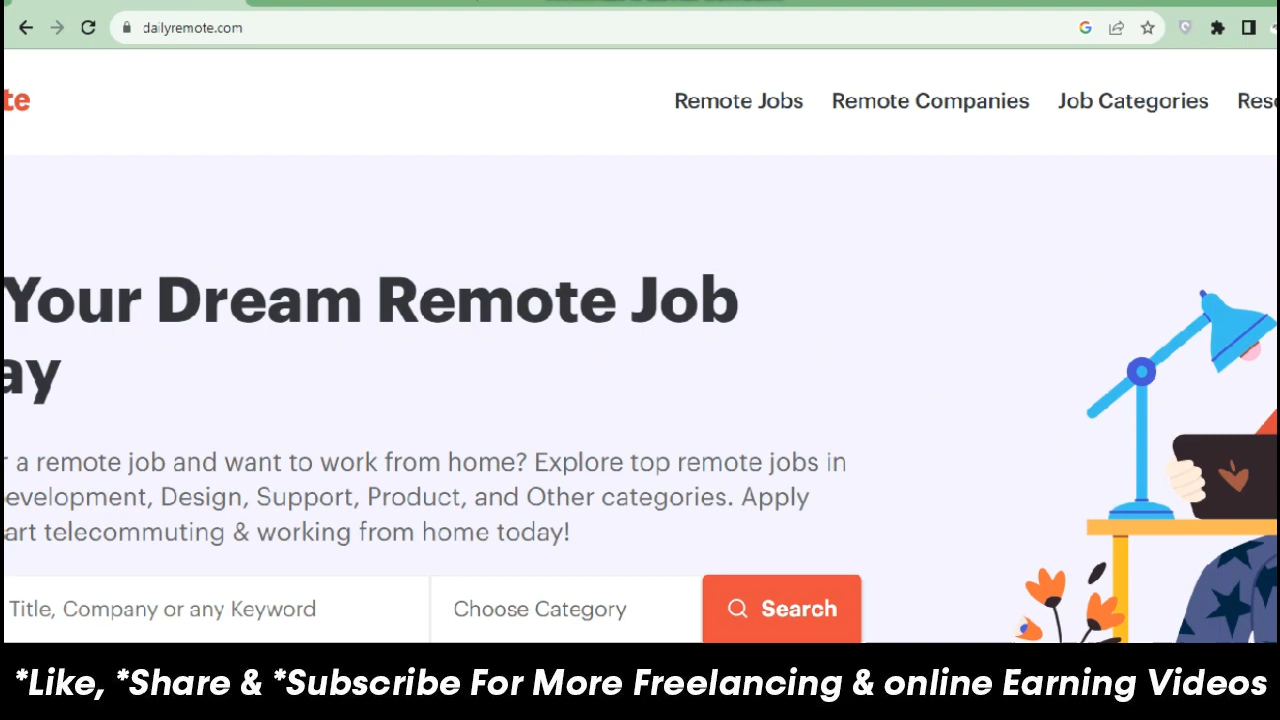 dailyremote.com
te
Remote Jobs Remote Companies Job Categories Res
Your Dream Remote Job
ay
r a remote job and want to work from home? Explore top remote jobs in
evelopment, Design, Support, Product, and Other categories. Apply
art telecommuting & working from home today!
Title, Company or any Keyword Choose Category Search
*Like, *Share & *Subscribe For More Freelancing & online Earning Videos